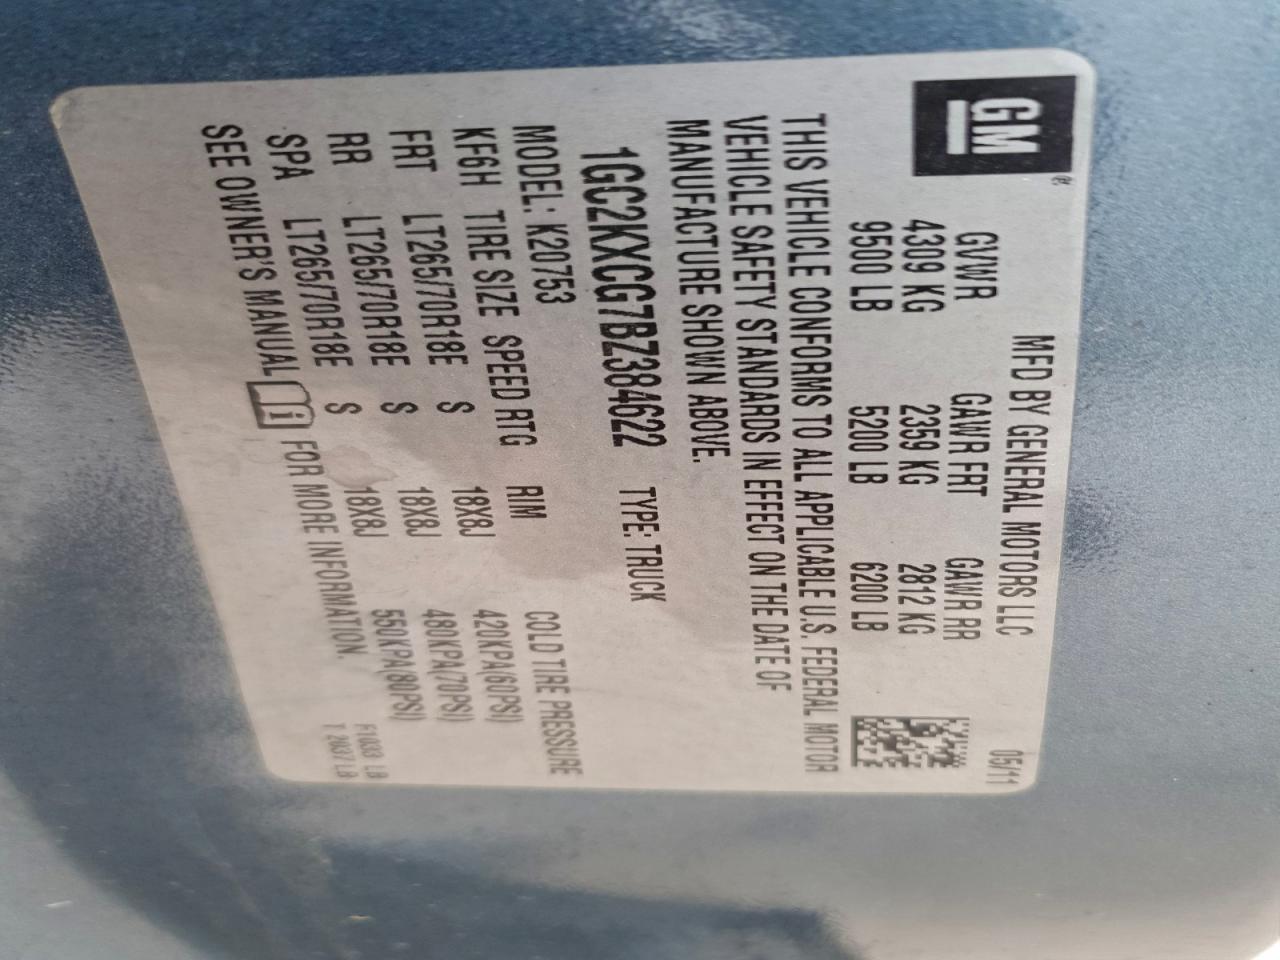 GM®
MFD BY GENERAL MOTORS LLC 05/11
GVWR GAWR FRT GAWR RR
4309 KG 2359 KG 2812 KG
9500 LB 5200 LB 6200 LB
THIS VEHICLE CONFORMS TO ALL APPLICABLE U.S. FEDERAL MOTOR
VEHICLE SAFETY STANDARDS IN EFFECT ON THE DATE OF
MANUFACTURE SHOWN ABOVE.
1GC2KXCG7BZ384622 TYPE: TRUCK
MODEL: K20753
KF6H TIRE SIZE SPEED RTG RIM COLD TIRE PRESSURE
FRT LT265/70R18E S 18X8J 420KPA(60PSI)
RR LT265/70R18E S 18X8J 480KPA(70PSI)
SPA LT265/70R18E S 18X8J 550KPA(80PSI)
SEE OWNER'S MANUAL i FOR MORE INFORMATION.
LB
T LB